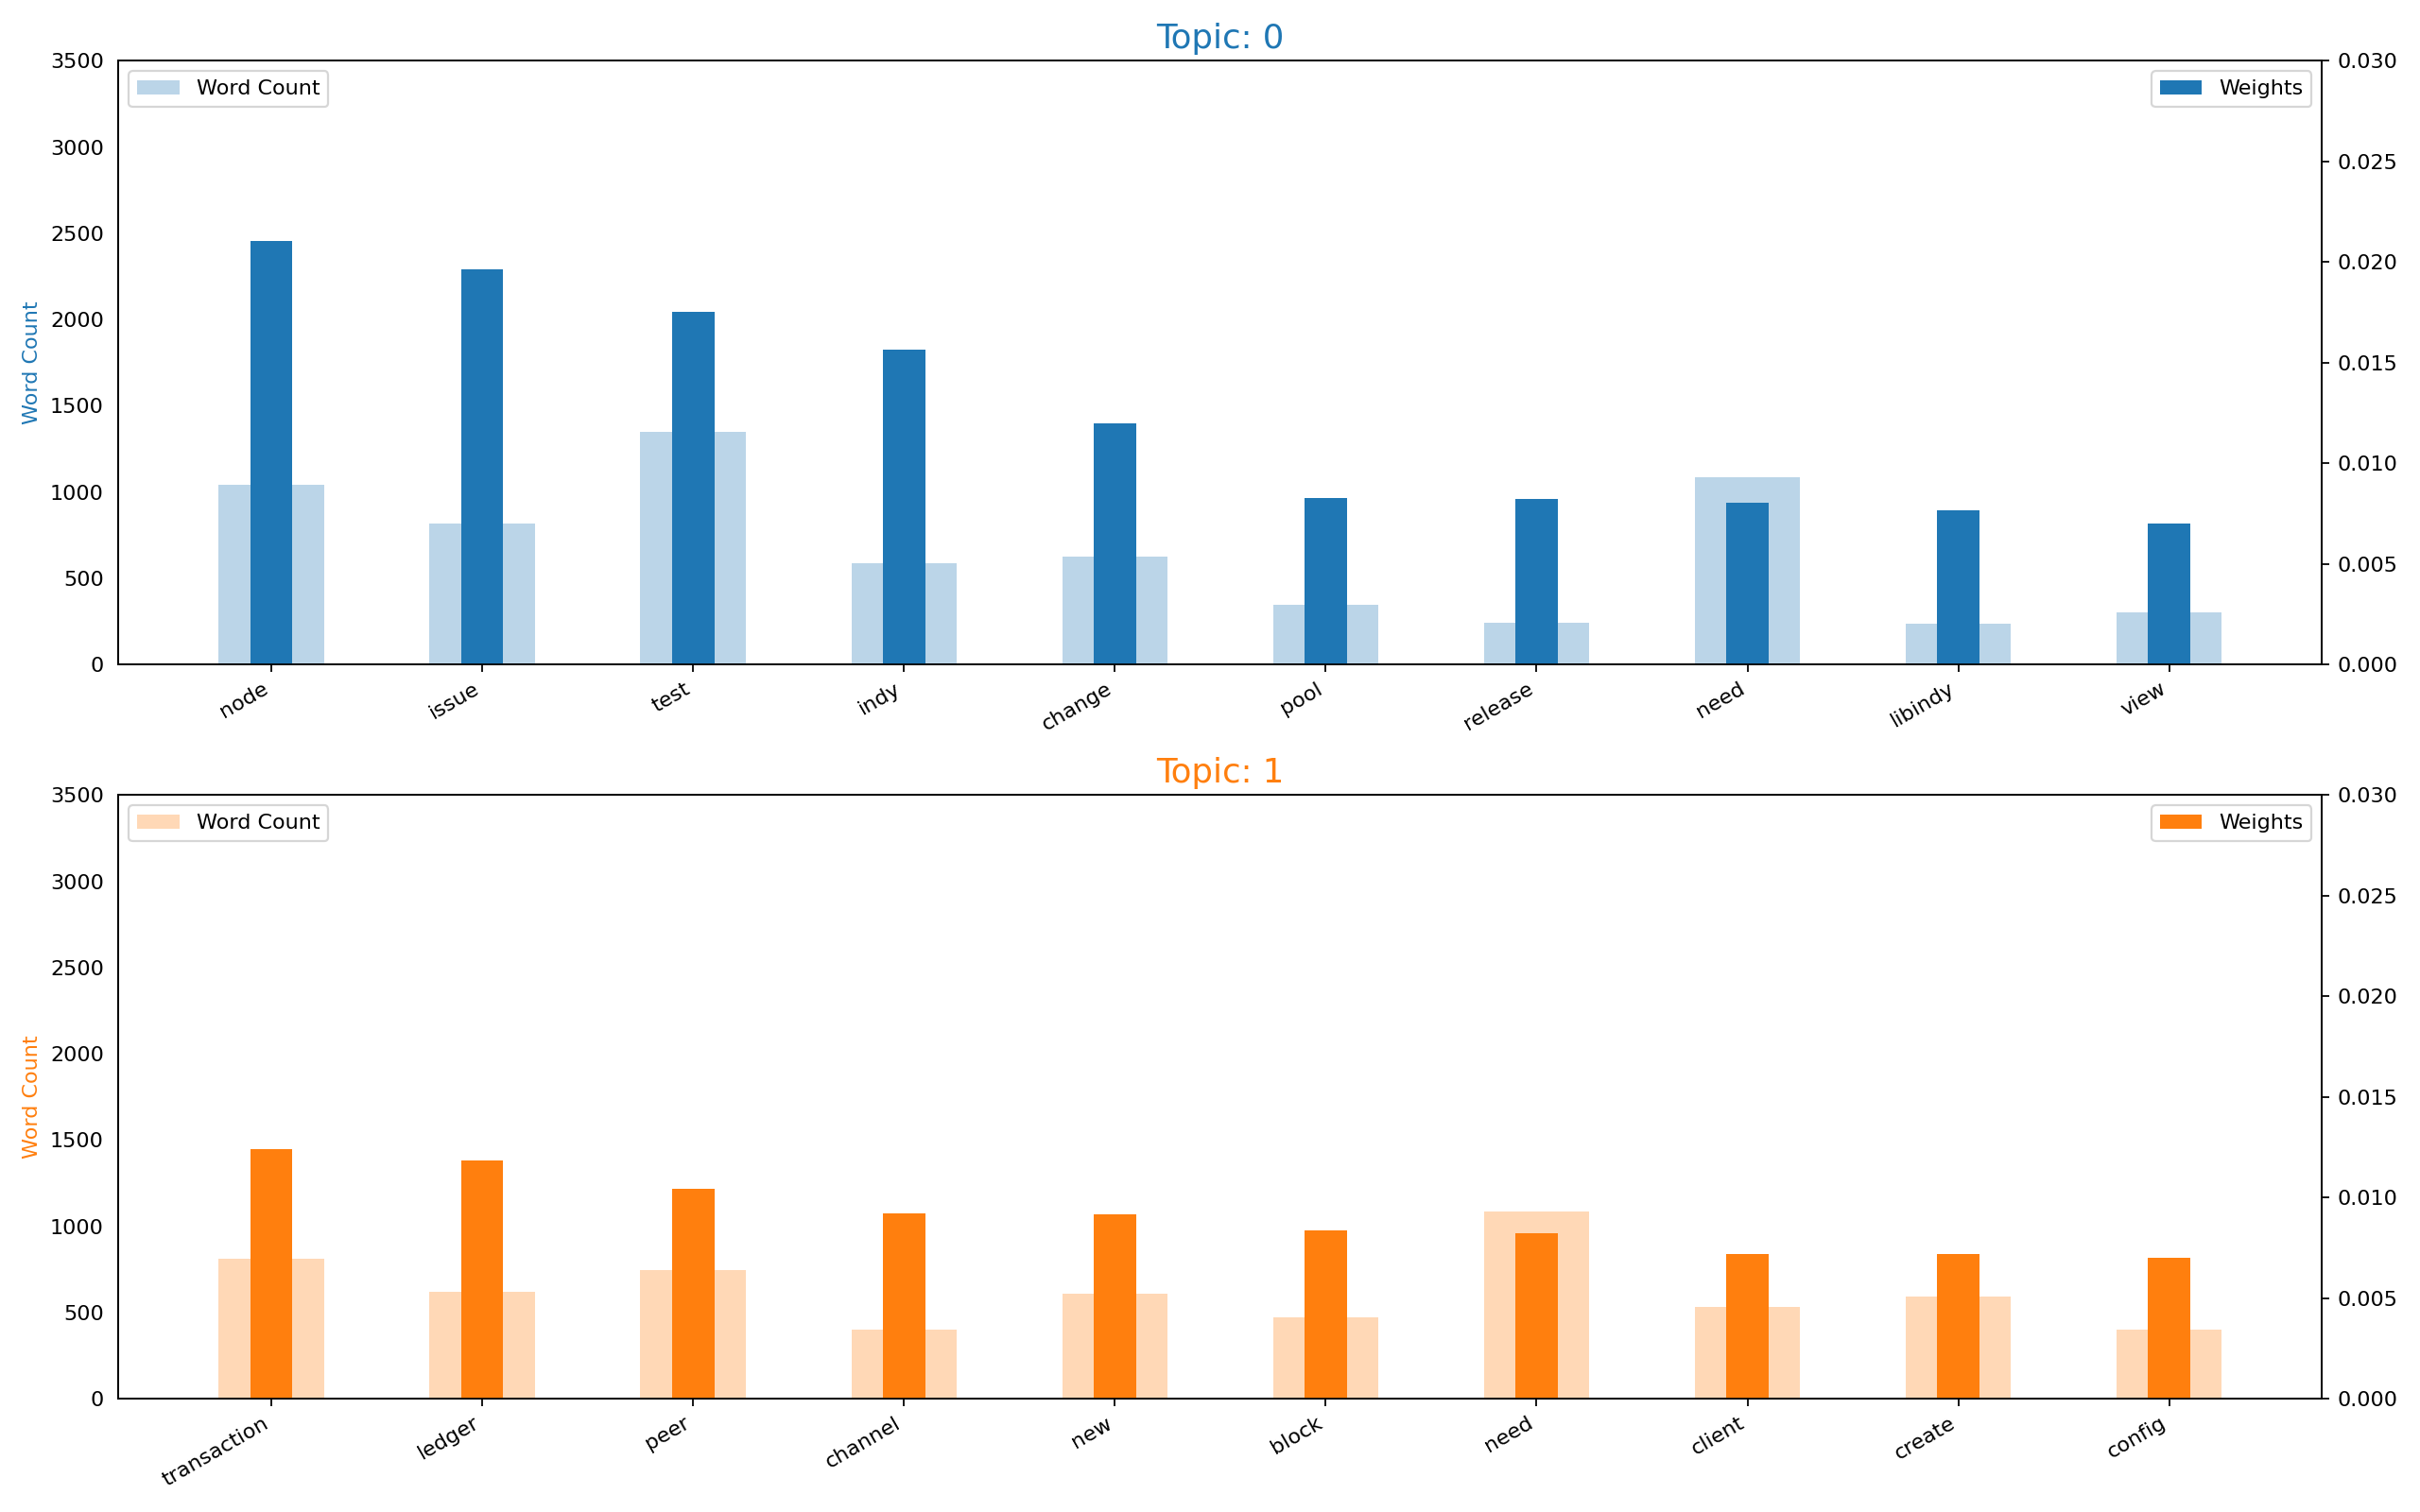 Topic: 0
Word Count
Weights
3500
3000
2500
2000
1500
1000
500
0
Word Count
0.030
0.025
0.020
0.015
0.010
0.005
0.000
node
issue
test
indy
change
pool
release
need
libindy
view
Topic: 1
Word Count
Weights
3500
3000
2500
2000
1500
1000
500
0
Word Count
0.030
0.025
0.020
0.015
0.010
0.005
0.000
transaction
ledger
peer
channel
new
block
need
client
create
config